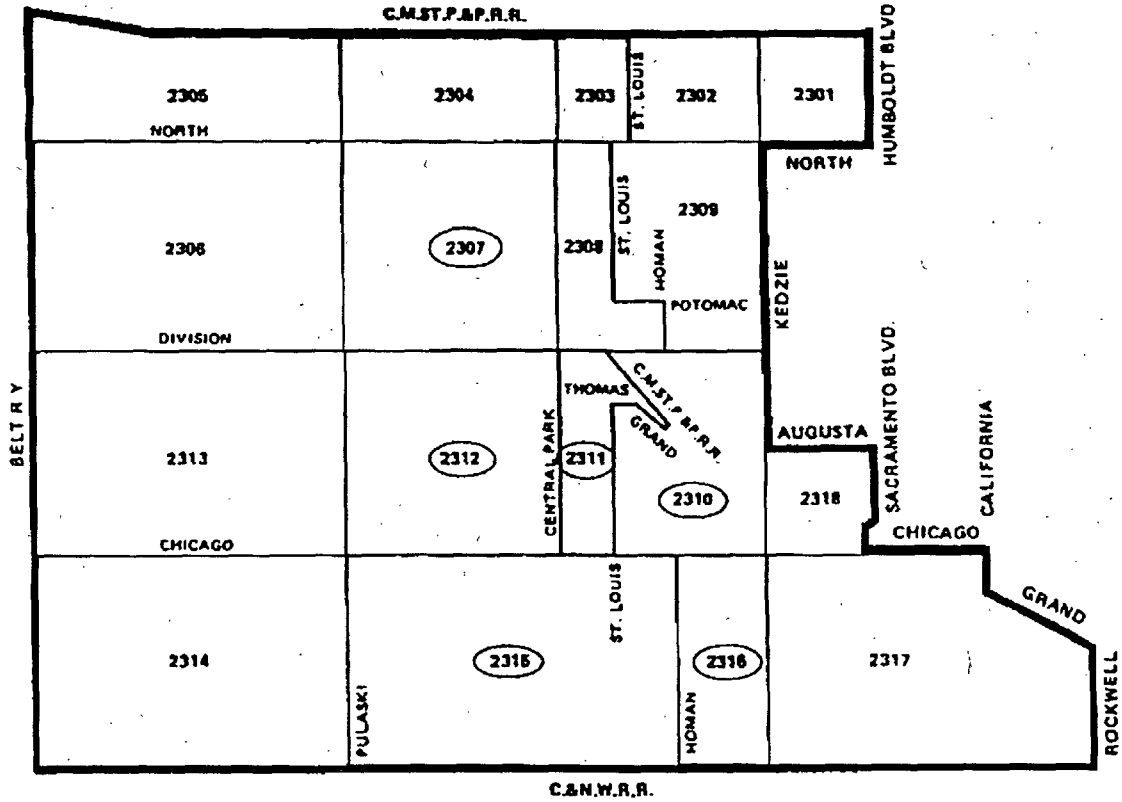 C.M.ST.P.&P.R.R.
HUMBOLDT BLVD
2305
2304
2303
ST. LOUIS
2302
2301
NORTH
NORTH
2306
2307
2308
ST. LOUIS
HOMAN
2309
POTOMAC
KEDZIE
DIVISION
BELT R Y
THOMAS
C.M.ST.P.&P.R.R.
GRAND
CENTRAL PARK
AUGUSTA
SACRAMENTO BLVD.
CALIFORNIA
2313
2312
2311
2310
2318
CHICAGO
CHICAGO
ST. LOUIS
GRAND
2314
2315
2316
2317
PULASKI
HOMAN
ROCKWELL
C.&N.W.R.R.